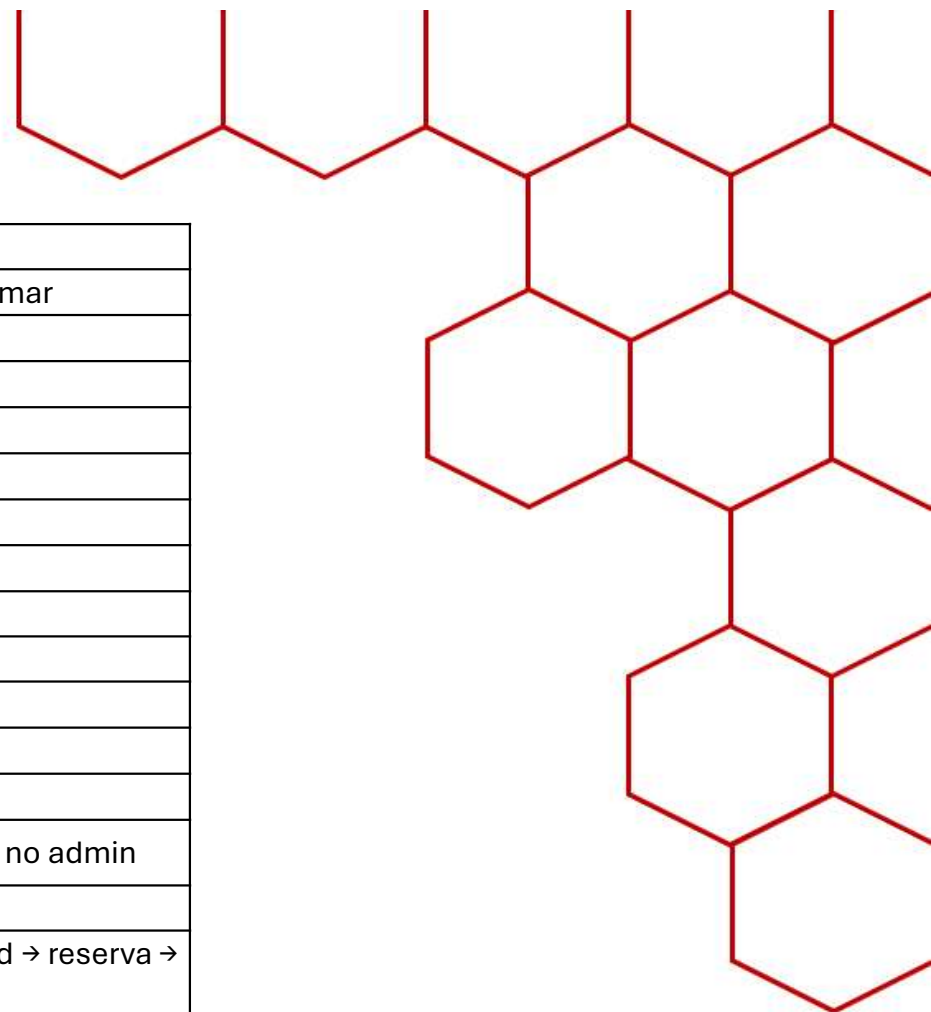 mar
no admin
d → reserva →